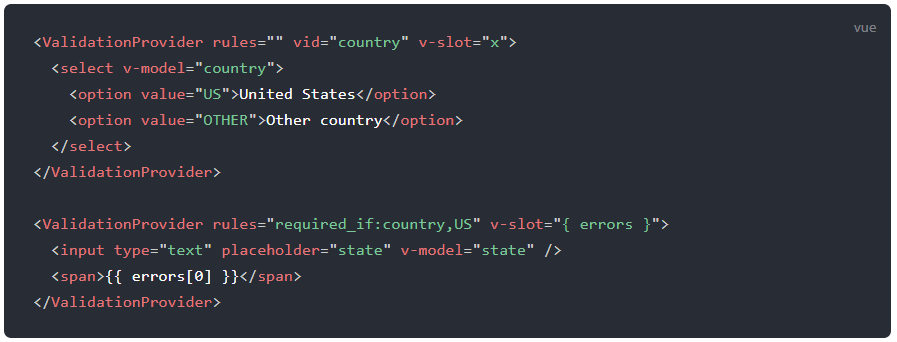 vue
<ValidationProvider rules="" vid="country" v-slot="x">
  <select v-model="country">
    <option value="US">United States</option>
    <option value="OTHER">Other country</option>
  </select>
</ValidationProvider>

<ValidationProvider rules="required_if:country,US" v-slot="{ errors }">
  <input type="text" placeholder="state" v-model="state" />
  <span>{{ errors[0] }}</span>
</ValidationProvider>